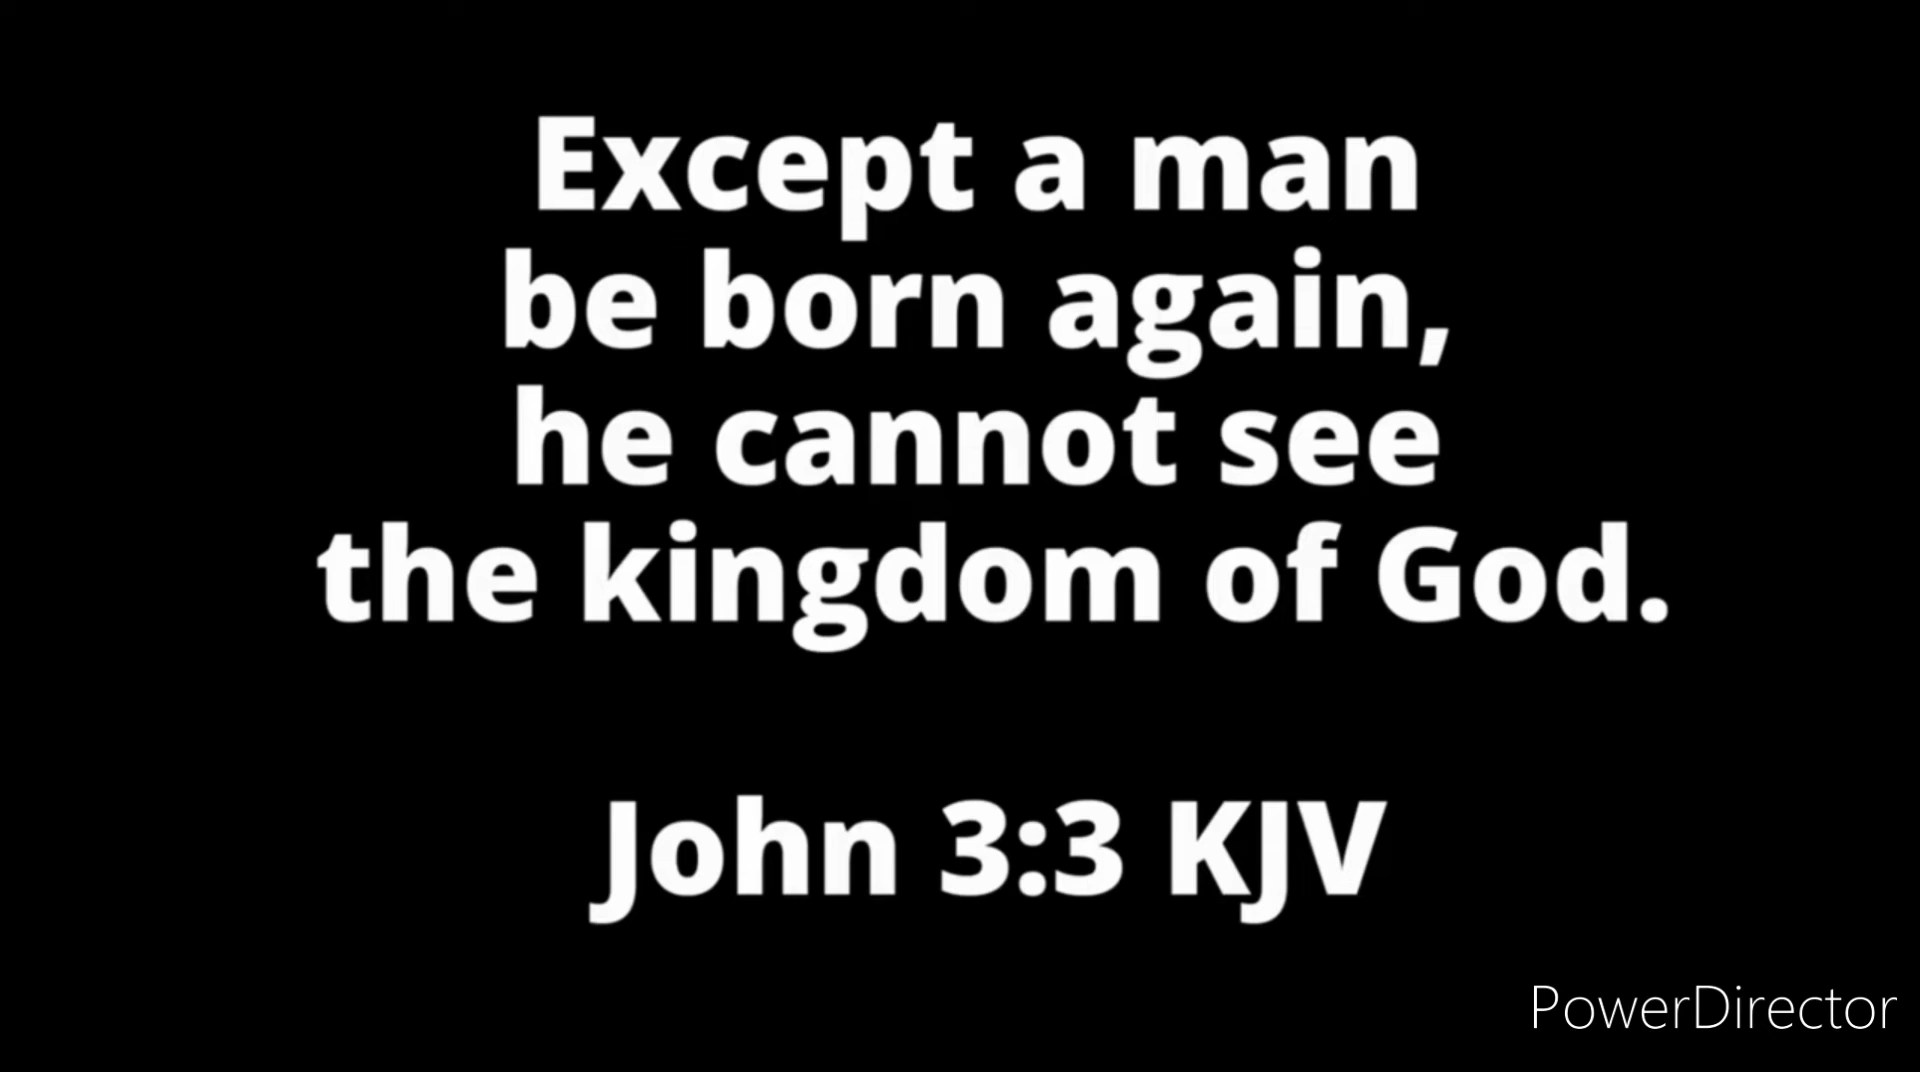 Except a man
be born again,
he cannot see
the kingdom of God.
John 3:3 KJV
PowerDirector